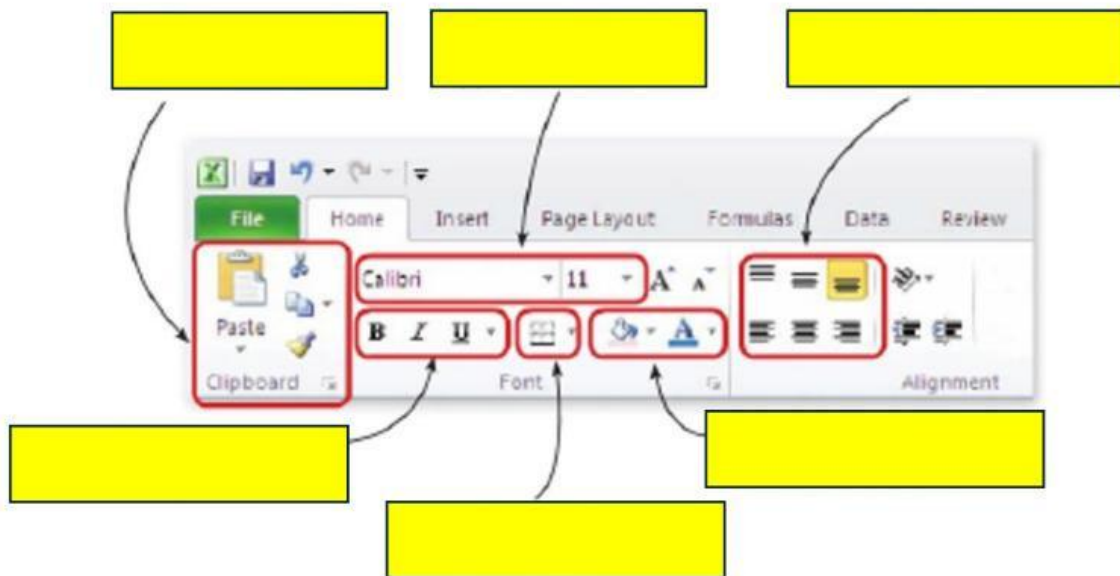 File Home Insert Page Layout Formulas Data Review
Calibri 11 A A
Paste B I U A
Clipboard Font Alignment